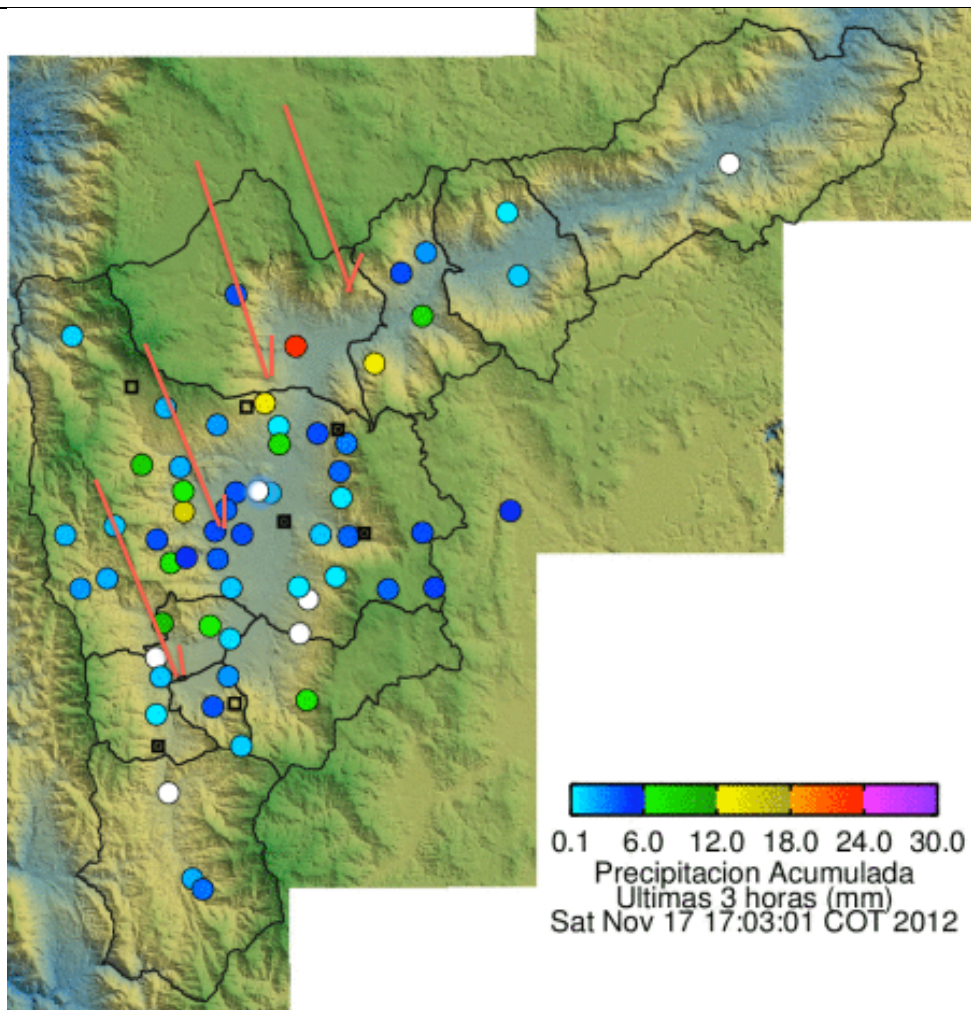 0.1 6.0 12.0 18.0 24.0 30.0
Precipitacion Acumulada
Ultimas 3 horas (mm)
Sat Nov 17 17:03:01 COT 2012